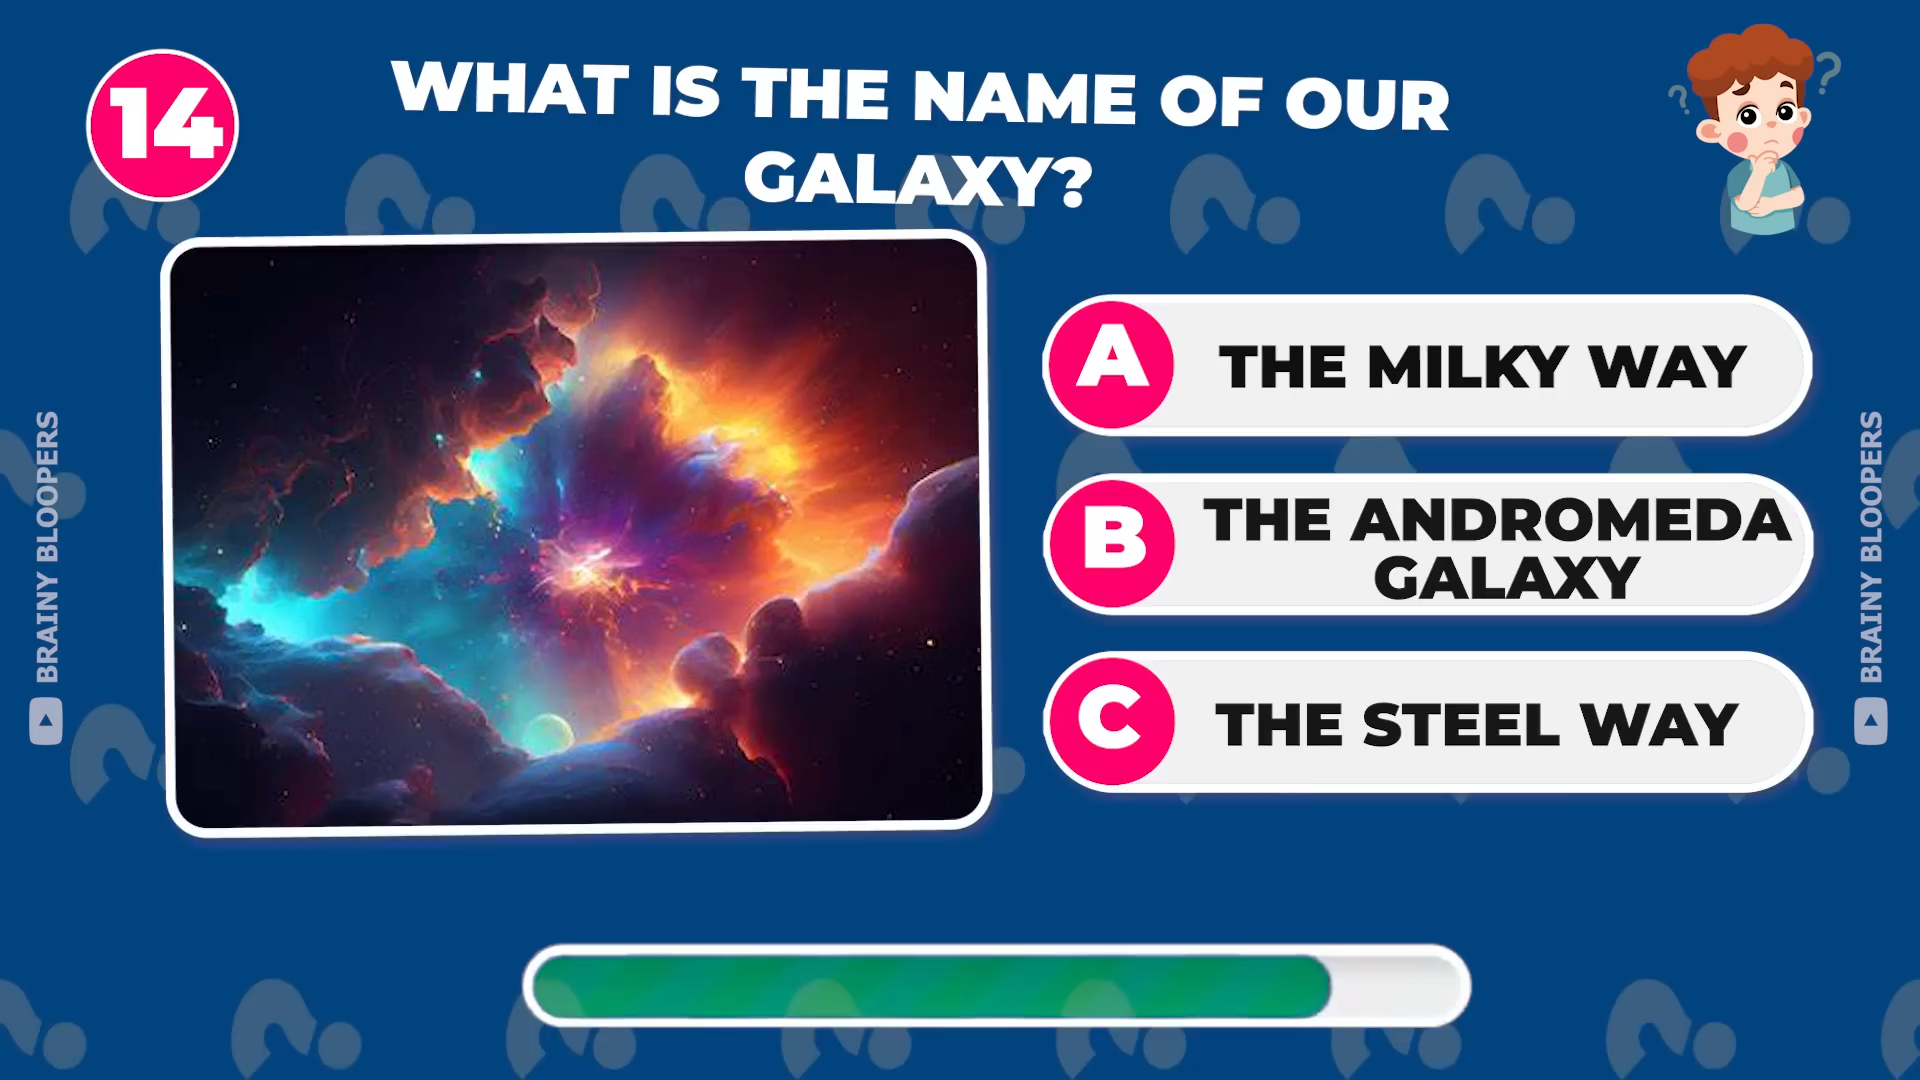 14
WHAT IS THE NAME OF OUR
GALAXY?
A
THE MILKY WAY
B
THE ANDROMEDA
GALAXY
C
THE STEEL WAY
BRAINY BLOOPERS
BRAINY BLOOPERS